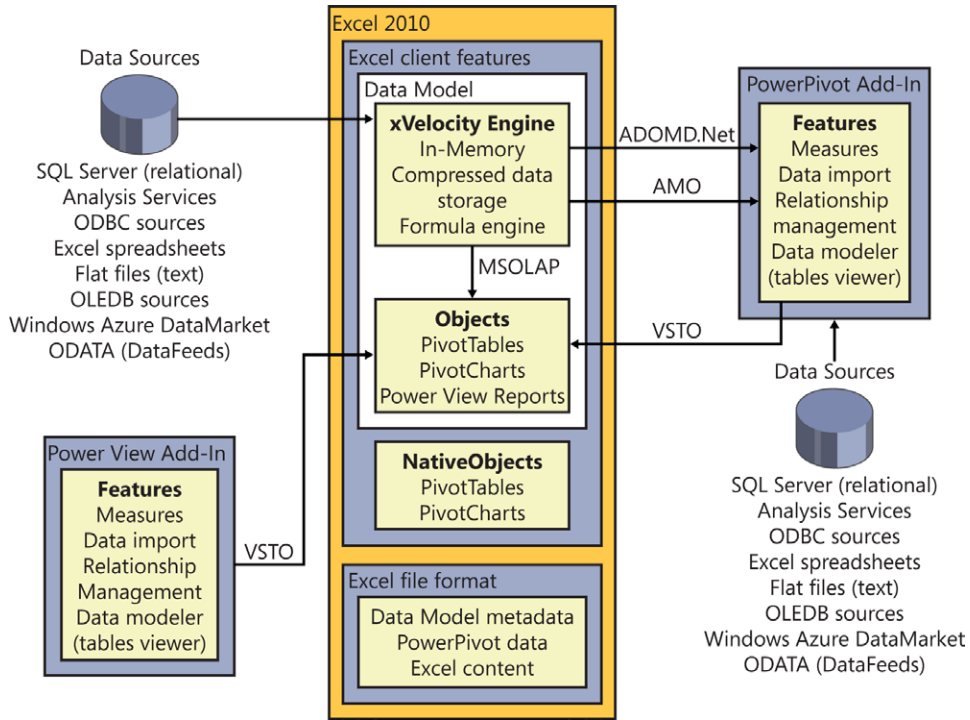 Excel 2010
Data Sources
SQL Server (relational)
Analysis Services
ODBC sources
Excel spreadsheets
Flat files (text)
OLEDB sources
Windows Azure DataMarket
ODATA (DataFeeds)
Excel client features
Data Model
xVelocity Engine
In-Memory
Compressed data
storage
Formula engine
MSOLAP
Objects
PivotTables
PivotCharts
Power View Reports
NativeObjects
PivotTables
PivotCharts
Excel file format
Data Model metadata
PowerPivot data
Excel content
ADOMD.Net
AMO
VSTO
PowerPivot Add-In
Features
Measures
Data import
Relationship
management
Data modeler
(tables viewer)
Data Sources
SQL Server (relational)
Analysis Services
ODBC sources
Excel spreadsheets
Flat files (text)
OLEDB sources
Windows Azure DataMarket
ODATA (DataFeeds)
Power View Add-In
Features
Measures
Data import
Relationship
Management
Data modeler
(tables viewer)
VSTO